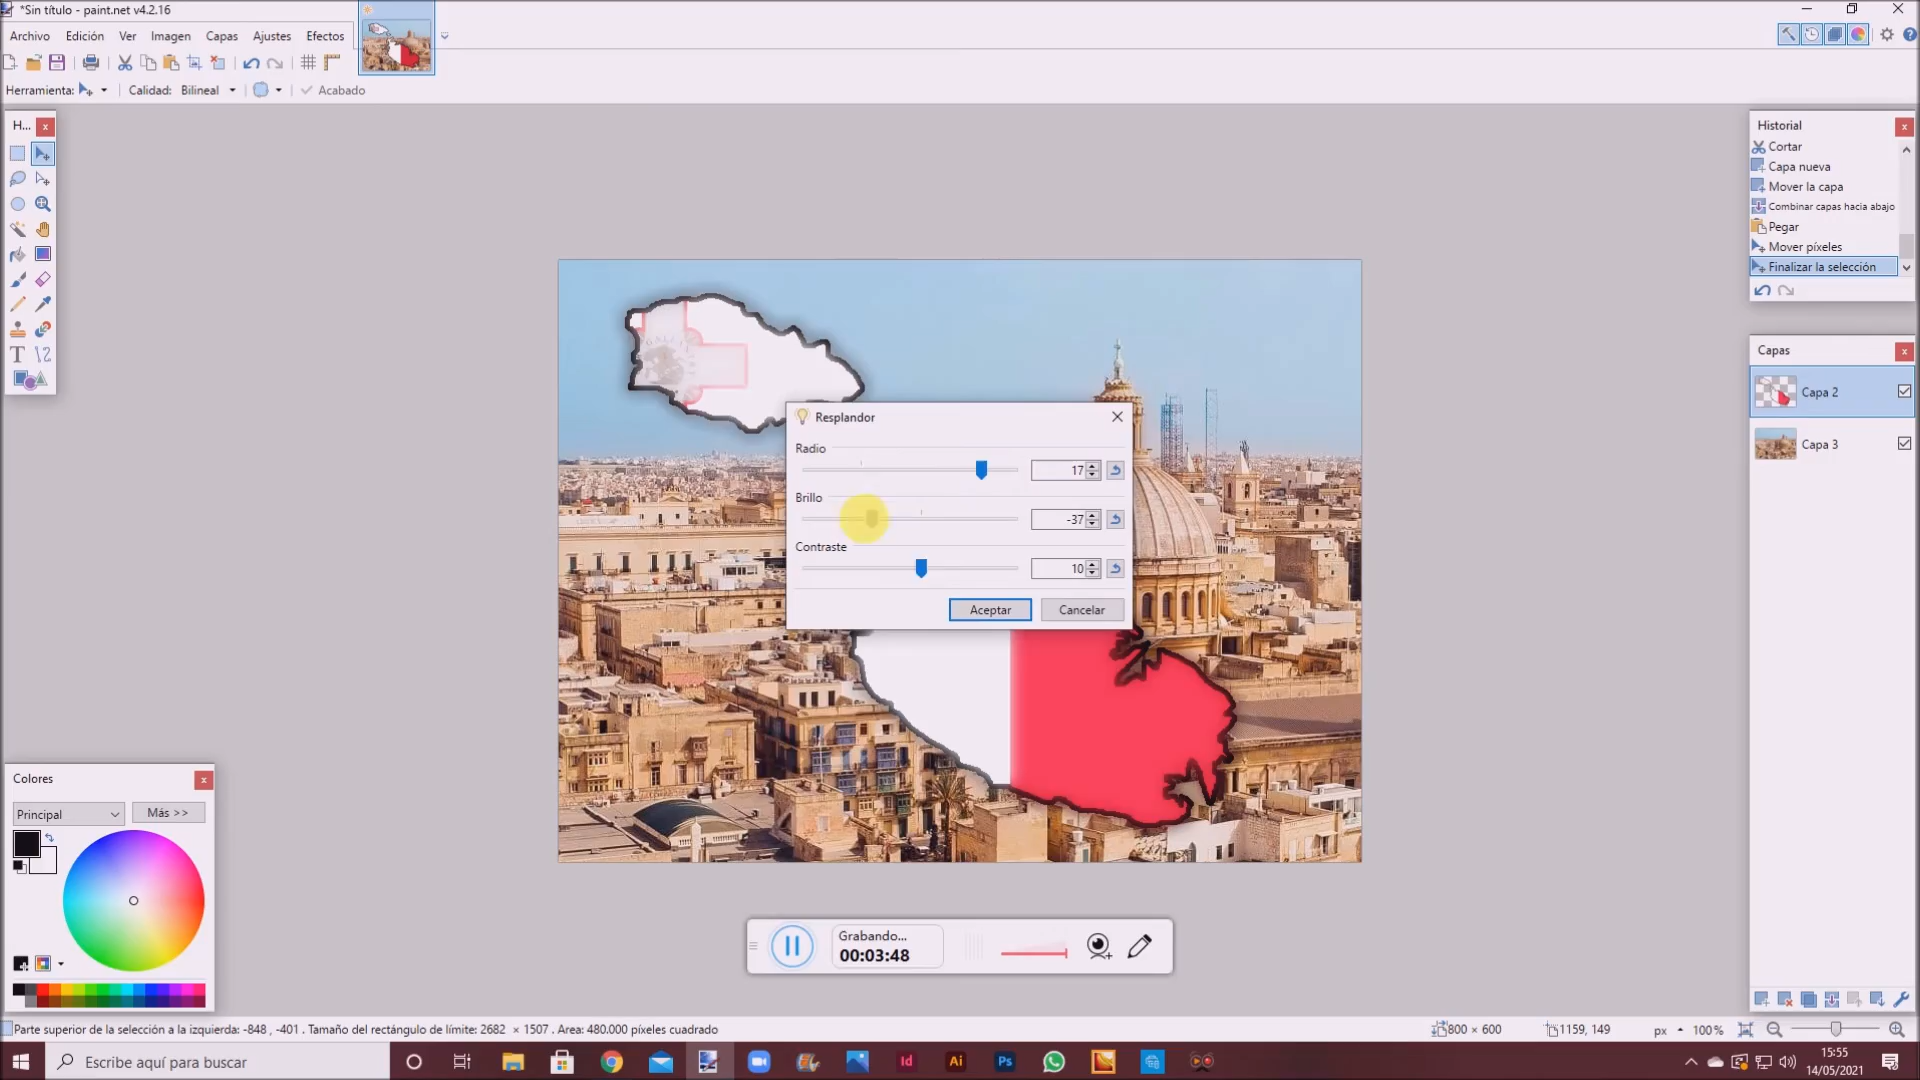 *Sin título - paint.net v4.2.16
Archivo Edición Ver Imagen Capas Ajustes Efectos
Herramienta: Calidad: Bilineal Acabado
H...
Historial
Cortar
Capa nueva
Mover la capa
Combinar capas hacia abajo
Pegar
Mover píxeles
Finalizar la selección
Capas
Capa 2
Capa 3
Resplandor
Radio
17
Brillo
-37
Contraste
10
Aceptar Cancelar
Colores
Principal Más >>
Grabando...
00:03:48
Parte superior de la selección a la izquierda: -848 , -401 . Tamaño del rectángulo de límite: 2682 × 1507 . Area: 480.000 píxeles cuadrado
800 × 600 1159, 149 px 100%
Escribe aquí para buscar
Id Ai Ps
15:55
14/05/2021